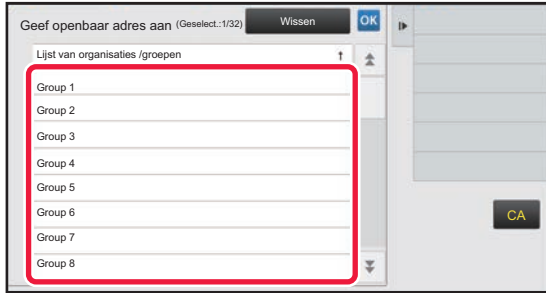 Geef openbaar adres aan (Geselect.:1/32) Wissen OK
Lijst van organisaties /groepen
Group 1
Group 2
Group 3
Group 4
Group 5
Group 6
Group 7
Group 8
CA